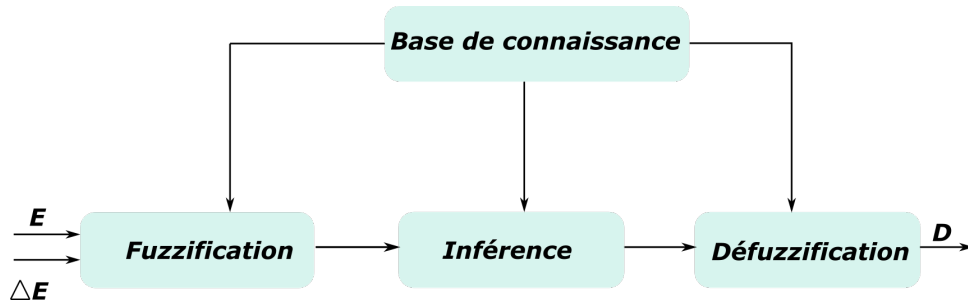 Base de connaissance
E
Fuzzification
Inférence
Défuzzification
D
△E